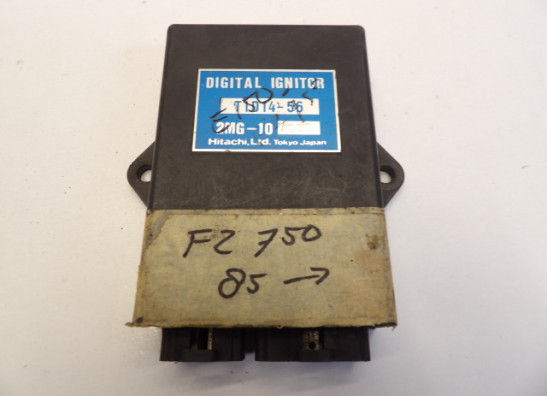 DIGITAL IGNITOR
TID14-56
2MG-10
Hitachi, Ltd. Tokyo Japan
FZ 750
85 →